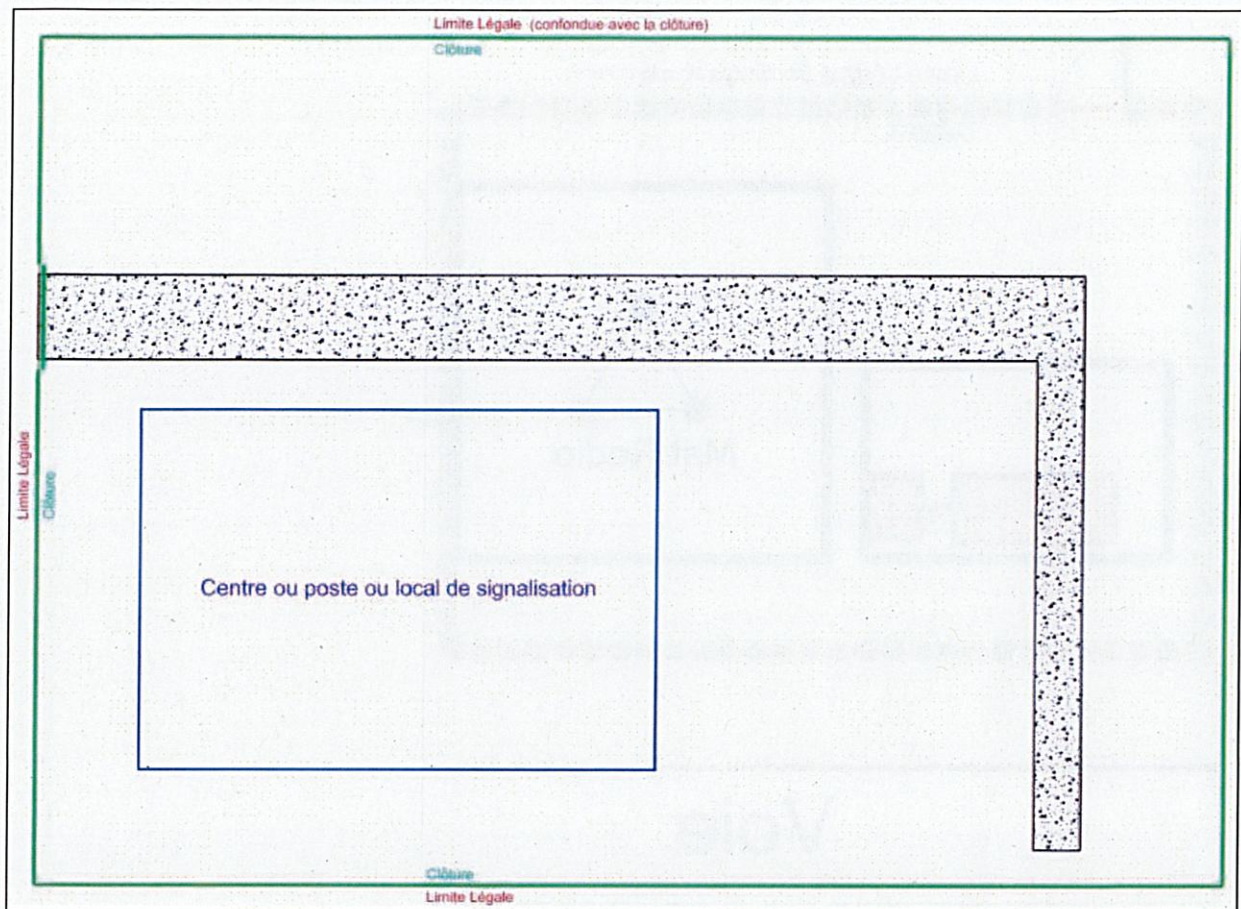 Limite Légale (confondue avec la clôture)
Clôture
Limite Légale
Clôture
Centre ou poste ou local de signalisation
Voie
Clôture
Limite Légale